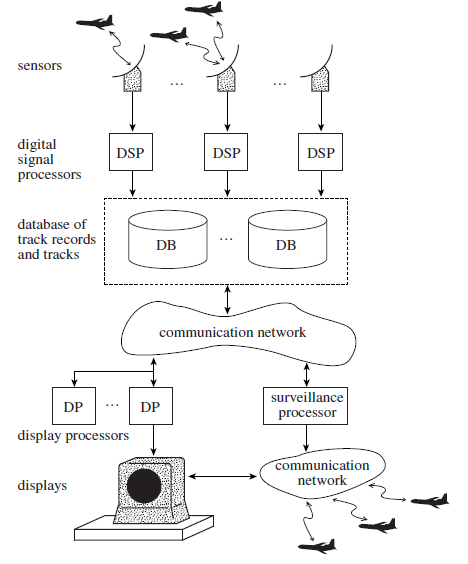 sensors
...
...
digital
signal
processors
DSP
DSP
DSP
database of
track records
and tracks
DB
...
DB
communication network
DP
...
DP
surveillance
processor
display processors
displays
communication
network